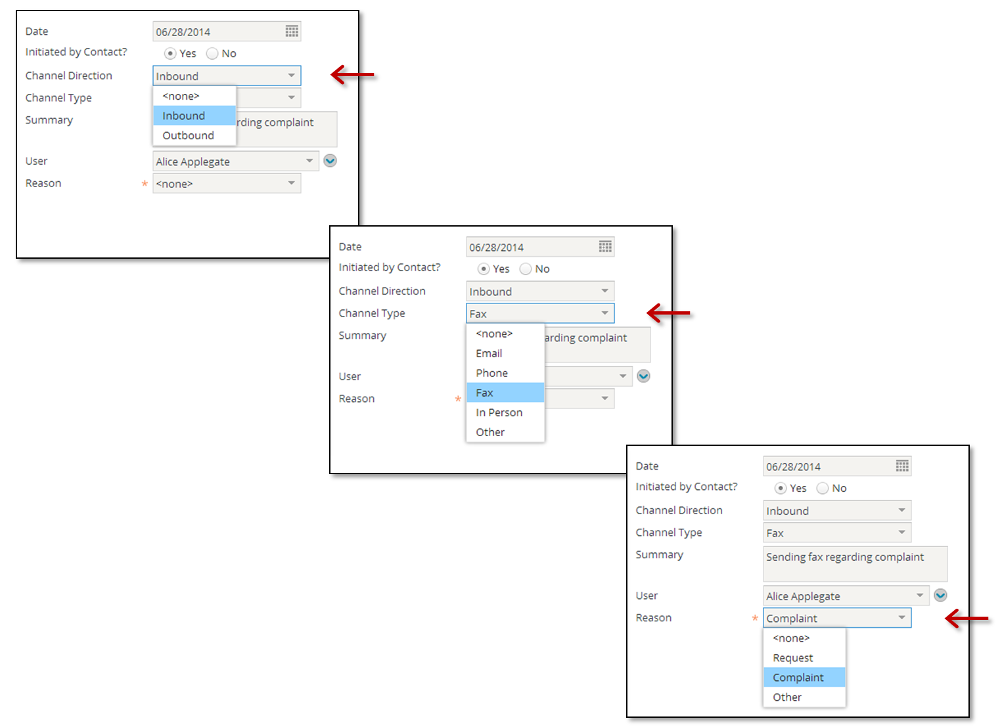 Date 06/28/2014
Initiated by Contact? Yes No
Channel Direction Inbound
<none>
Channel Type
Inbound
Summary rding complaint
Outbound
User Alice Applegate
Reason * <none>
Date 06/28/2014
Initiated by Contact? Yes No
Channel Direction Inbound
Channel Type Fax
<none>
Summary arding complaint
Email
Phone
User
Fax
Reason *
In Person
Other
Date 06/28/2014
Initiated by Contact? Yes No
Channel Direction Inbound
Channel Type Fax
Summary Sending fax regarding complaint
User Alice Applegate
Reason * Complaint
<none>
Request
Complaint
Other